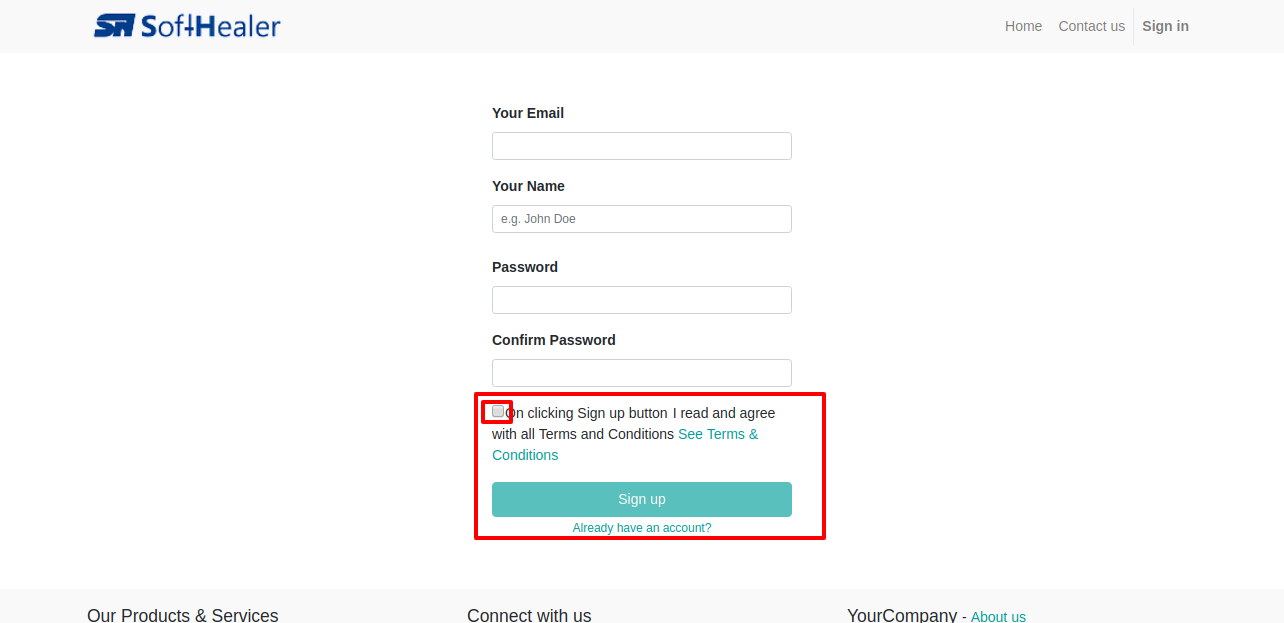 SH SoftHealer
Home Contact us Sign in
Your Email
Your Name
e.g. John Doe
Password
Confirm Password
On clicking Sign up button I read and agree
with all Terms and Conditions See Terms &
Conditions
Sign up
Already have an account?
Our Products & Services Connect with us YourCompany - About us